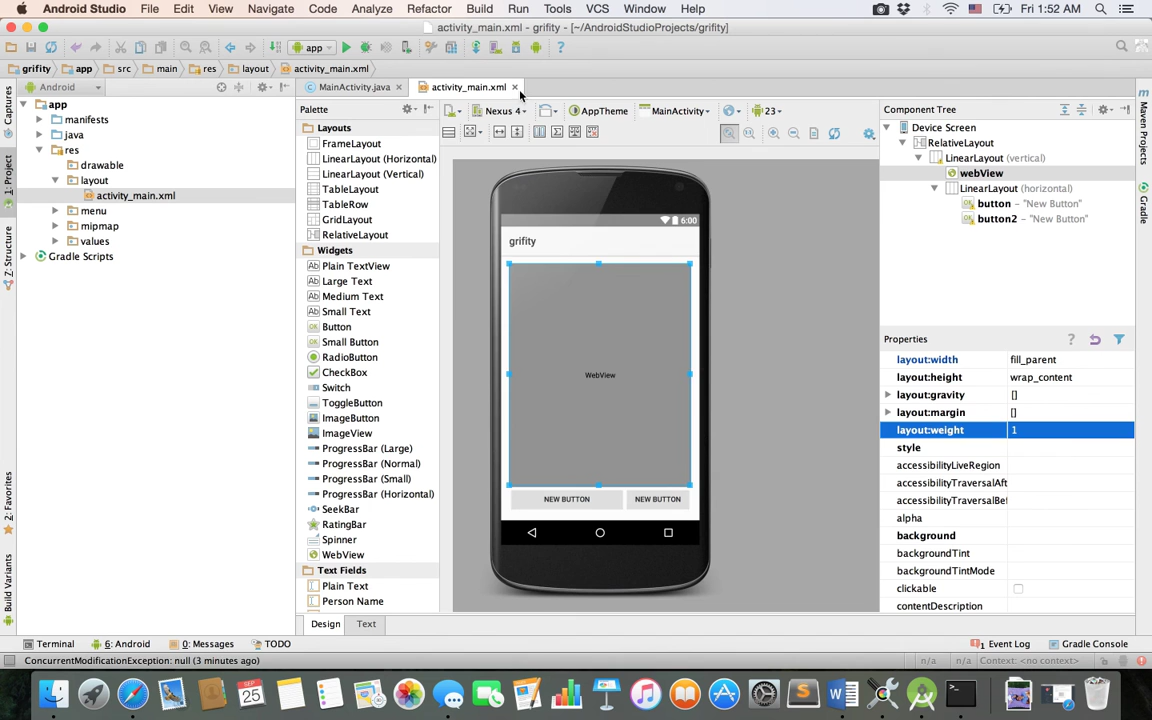 Android Studio File Edit View Navigate Code Analyze Refactor Build Run Tools VCS Window Help Fri 1:52 AM
activity_main.xml - grifity - [~/AndroidStudioProjects/grifity]
app
grifity app src main res layout activity_main.xml
Android MainActivity.java activity_main.xml
Captures
1: Project
Z: Structure
2: Favorites
Build Variants
app
manifests
java
res
drawable
layout
activity_main.xml
menu
mipmap
values
Gradle Scripts
Palette
Layouts
FrameLayout
LinearLayout (Horizontal)
LinearLayout (Vertical)
TableLayout
TableRow
GridLayout
RelativeLayout
Widgets
Plain TextView
Large Text
Medium Text
Small Text
Button
Small Button
RadioButton
CheckBox
Switch
ToggleButton
ImageButton
ImageView
ProgressBar (Large)
ProgressBar (Normal)
ProgressBar (Small)
ProgressBar (Horizontal)
SeekBar
RatingBar
Spinner
WebView
Text Fields
Plain Text
Person Name
Design Text
Nexus 4 AppTheme MainActivity 23
6:00
grifity
WebView
NEW BUTTON NEW BUTTON
Component Tree
Device Screen
RelativeLayout
LinearLayout (vertical)
webView
LinearLayout (horizontal)
button - "New Button"
button2 - "New Button"
Properties
layout:width fill_parent
layout:height wrap_content
layout:gravity []
layout:margin []
layout:weight 1
style
accessibilityLiveRegion
accessibilityTraversalAft
accessibilityTraversalBef
alpha
background
backgroundTint
backgroundTintMode
clickable
contentDescription
Maven Projects
Gradle
Terminal 6: Android 0: Messages TODO 1 Event Log Gradle Console
ConcurrentModificationException: null (3 minutes ago) n/a n/a Context: <no context>
SEP
25